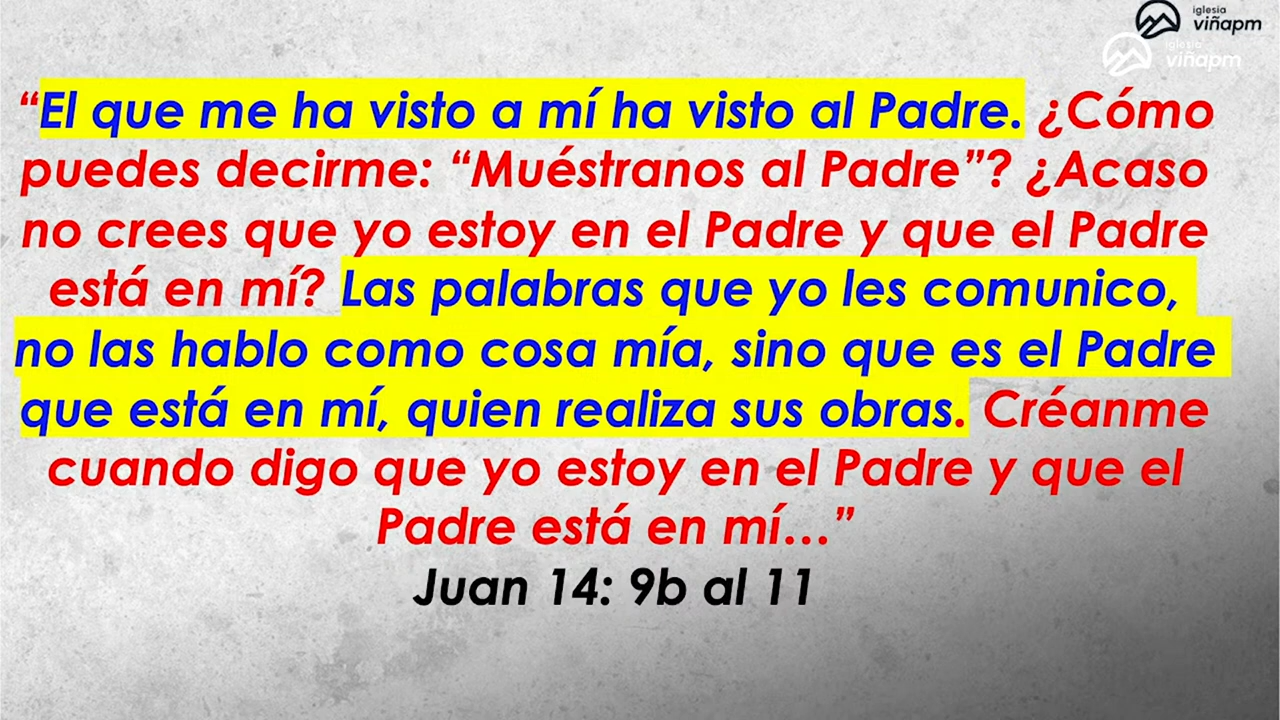 iglesia
viñapm
iglesia
viñapm
“El que me ha visto a mí ha visto al Padre. ¿Cómo
puedes decirme: “Muéstranos al Padre”? ¿Acaso
no crees que yo estoy en el Padre y que el Padre
está en mí? Las palabras que yo les comunico,
no las hablo como cosa mía, sino que es el Padre
que está en mí, quien realiza sus obras. Créanme
cuando digo que yo estoy en el Padre y que el
Padre está en mí…”
Juan 14: 9b al 11